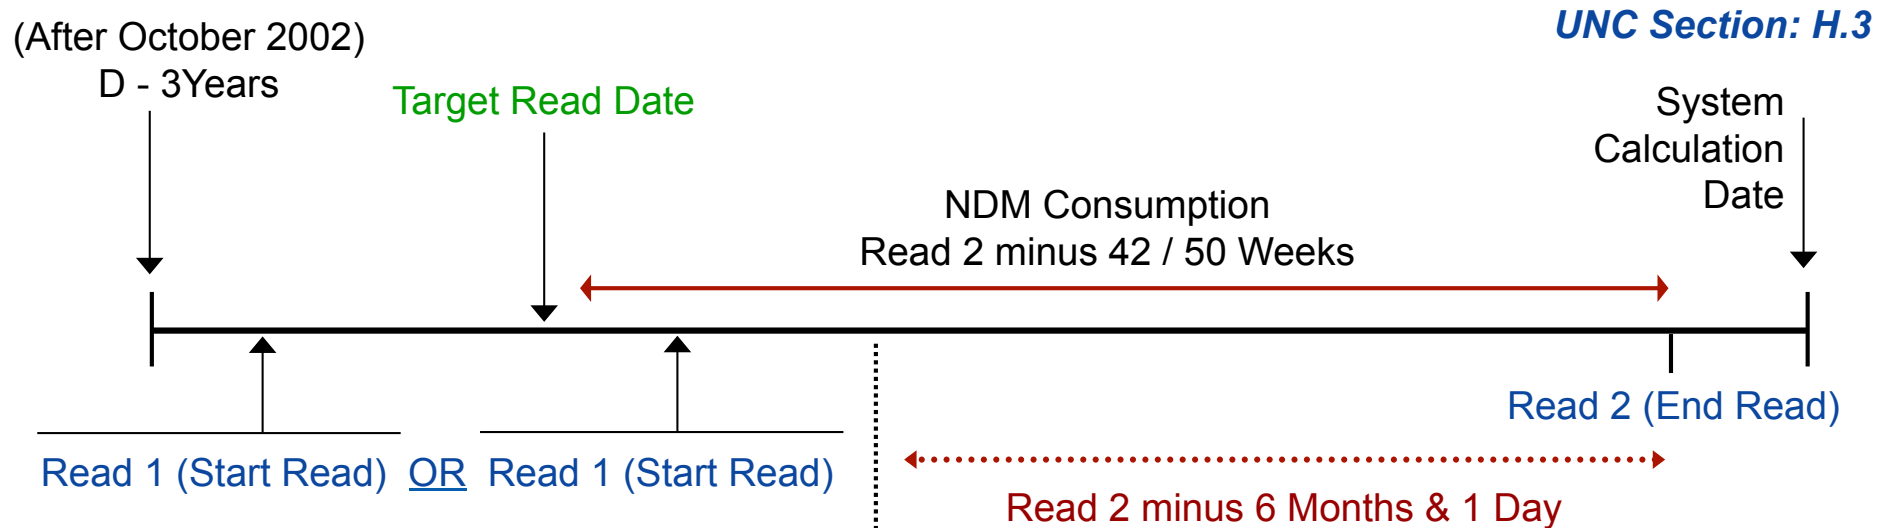 UNC Section: H.3
(After October 2002)
D - 3Years
Target Read Date
System
Calculation
Date
NDM Consumption
Read 2 minus 42 / 50 Weeks
Read 2 (End Read)
Read 1 (Start Read) OR Read 1 (Start Read)
Read 2 minus 6 Months & 1 Day